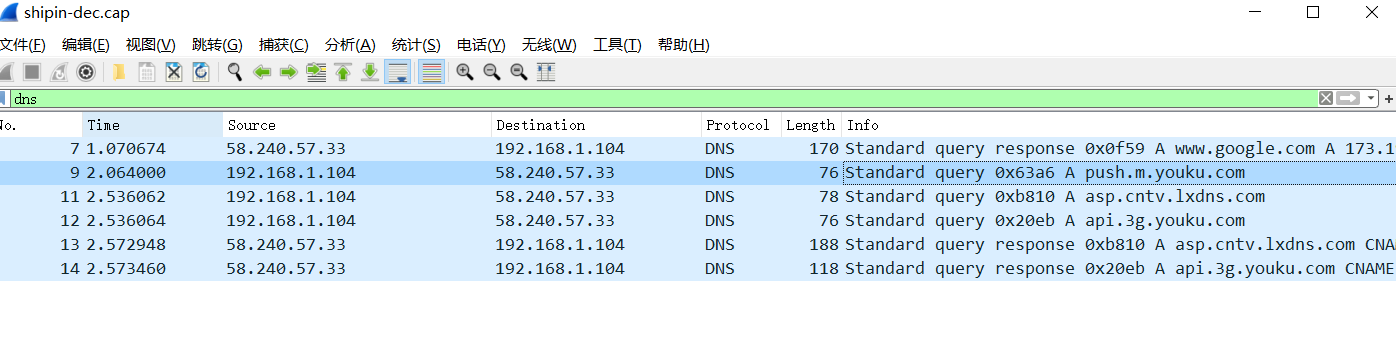 shipin-dec.cap
文件(F) 编辑(E) 视图(V) 跳转(G) 捕获(C) 分析(A) 统计(S) 电话(Y) 无线(W) 工具(T) 帮助(H)
dns
No. Time Source Destination Protocol Length Info
7 1.070674 58.240.57.33 192.168.1.104 DNS 170 Standard query response 0x0f59 A www.google.com A 173.1
9 2.064000 192.168.1.104 58.240.57.33 DNS 76 Standard query 0x63a6 A push.m.youku.com
11 2.536062 192.168.1.104 58.240.57.33 DNS 78 Standard query 0xb810 A asp.cntv.lxdns.com
12 2.536064 192.168.1.104 58.240.57.33 DNS 76 Standard query 0x20eb A api.3g.youku.com
13 2.572948 58.240.57.33 192.168.1.104 DNS 188 Standard query response 0xb810 A asp.cntv.lxdns.com CNA
14 2.573460 58.240.57.33 192.168.1.104 DNS 118 Standard query response 0x20eb A api.3g.youku.com CNAME